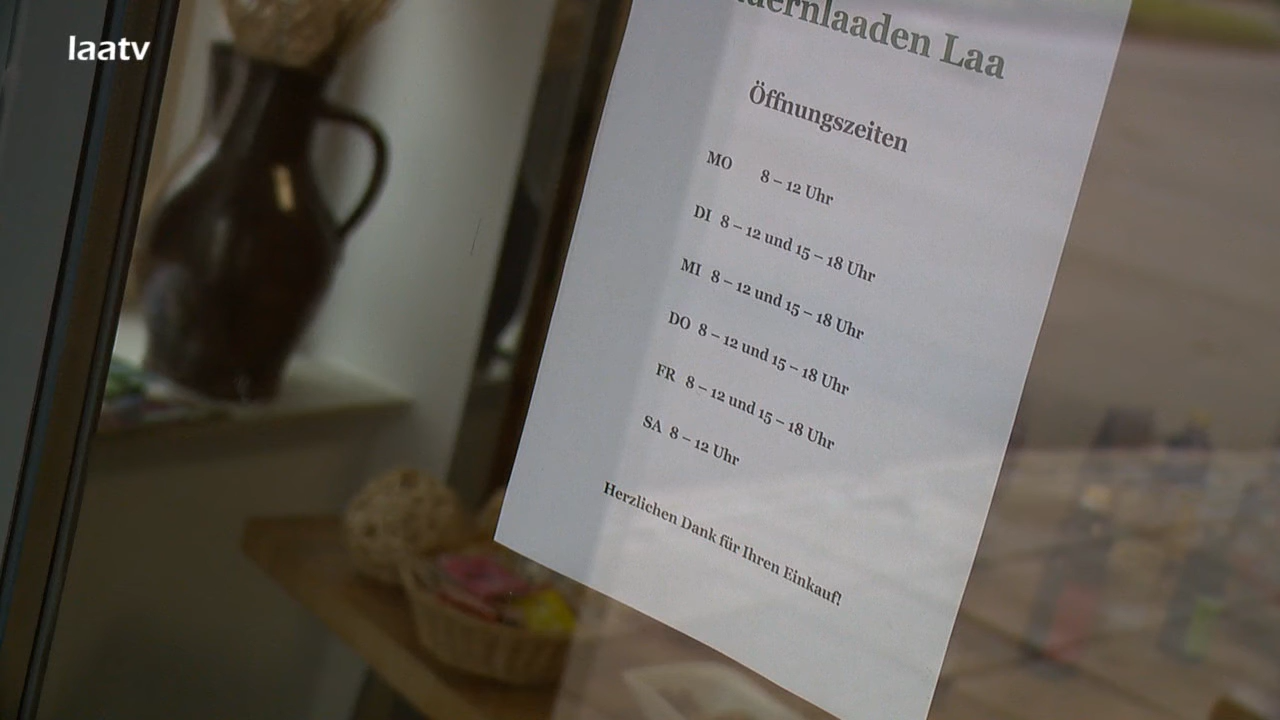 laatv
Laa
Öffnungszeiten
MO 8 – 12 Uhr
DI 8 – 12 und 15 – 18 Uhr
MI 8 – 12 und 15 – 18 Uhr
DO 8 – 12 und 15 – 18 Uhr
FR 8 – 12 und 15 – 18 Uhr
SA 8 – 12 Uhr
Herzlichen Dank für Ihren Einkauf!